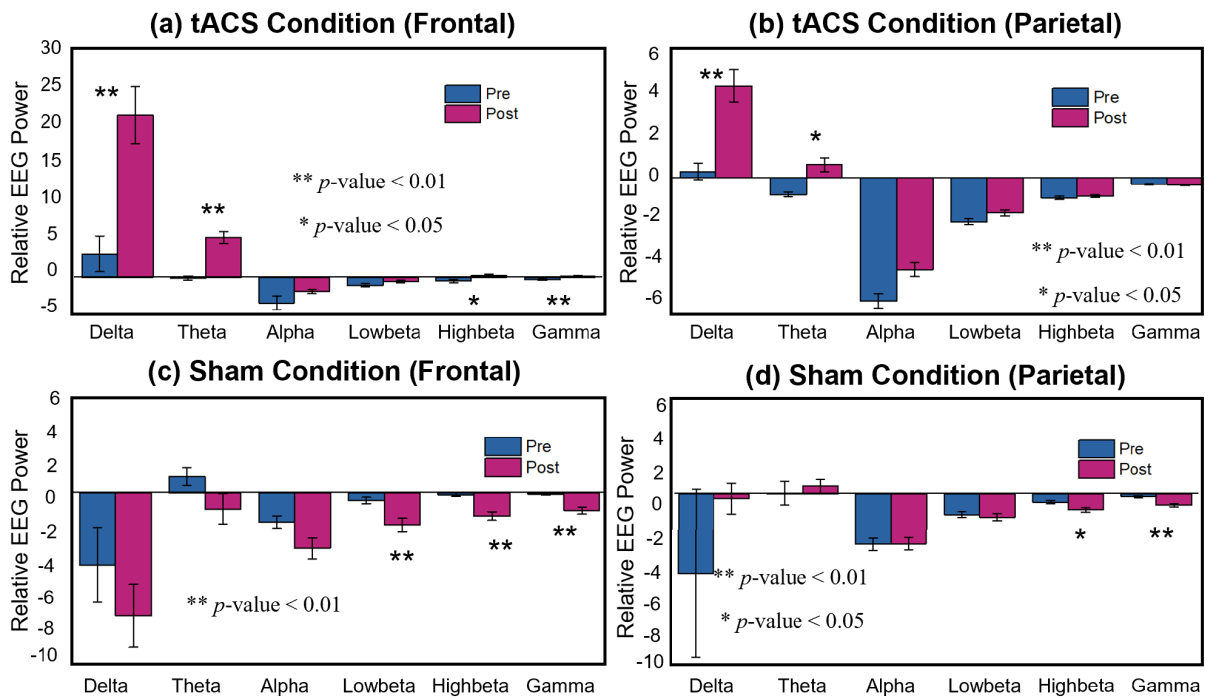 (a) tACS Condition (Frontal)
Relative EEG Power
30
25
20
15
10
5
0
-5
Pre
Post
**
**
** p-value < 0.01
* p-value < 0.05
*
**
Delta Theta Alpha Lowbeta Highbeta Gamma
(b) tACS Condition (Parietal)
Relative EEG Power
6
4
2
0
-2
-4
-6
Pre
Post
**
*
** p-value < 0.01
* p-value < 0.05
Delta Theta Alpha Lowbeta Highbeta Gamma
(c) Sham Condition (Frontal)
Relative EEG Power
6
4
2
0
-2
-4
-6
-8
-10
Pre
Post
**
**
**
** p-value < 0.01
Delta Theta Alpha Lowbeta Highbeta Gamma
(d) Sham Condition (Parietal)
Relative EEG Power
6
4
2
0
-2
-4
-6
-8
-10
Pre
Post
*
**
** p-value < 0.01
* p-value < 0.05
Delta Theta Alpha Lowbeta Highbeta Gamma